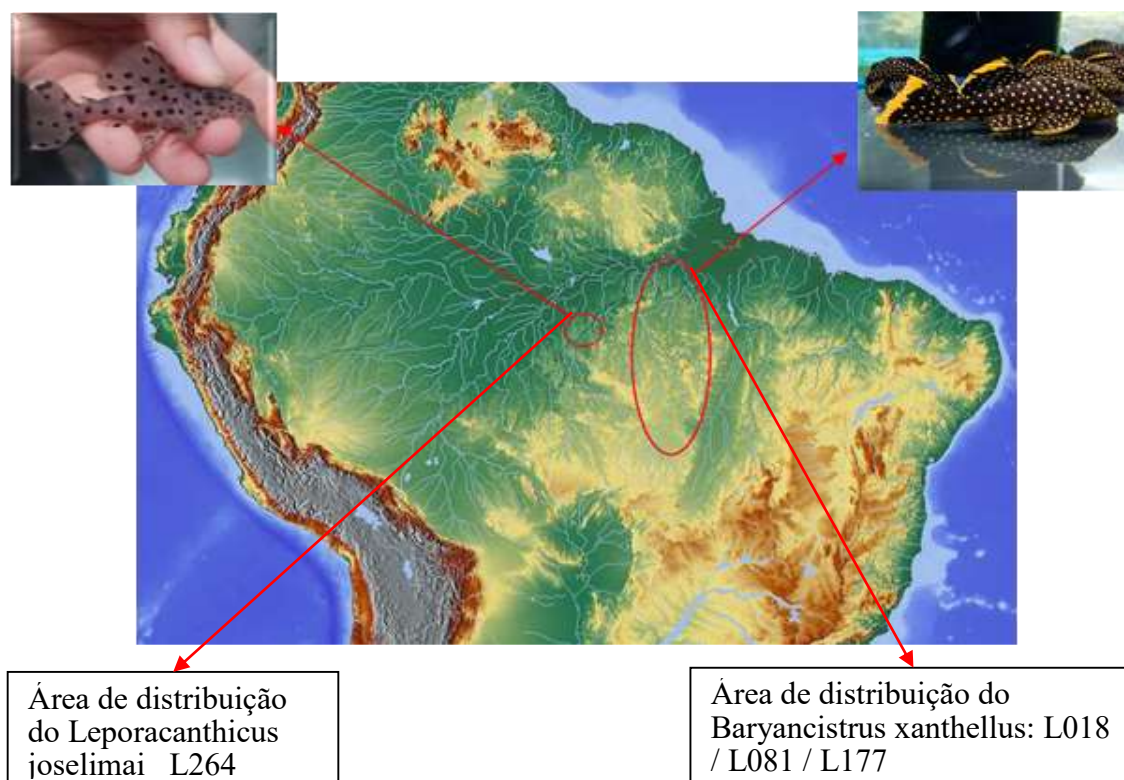 Área de distribuição
do Leporacanthicus
joselimai L264
Área de distribuição do
Baryancistrus xanthellus: L018
/ L081 / L177